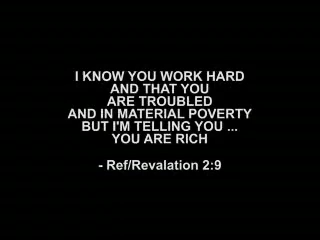 I KNOW YOU WORK HARD
AND THAT YOU
ARE TROUBLED
AND IN MATERIAL POVERTY
BUT I'M TELLING YOU ...
YOU ARE RICH
- Ref/Revalation 2:9